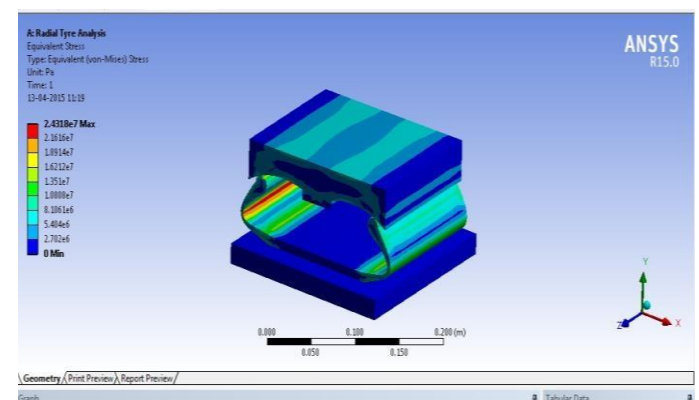 A: Radial Tyre Analysis
Equivalent Stress
Type: Equivalent (von-Mises) Stress
Unit: Pa
Time: 1
13-04-2015 11:19
2.4318e7 Max
2.1616e7
1.8914e7
1.6212e7
1.351e7
1.0808e7
8.1061e6
5.404e6
2.702e6
0 Min
ANSYS
R15.0
Y
Z
X
0.000 0.100 0.200 (m)
0.050 0.150
Geometry Print Preview Report Preview
Graph Tabular Data